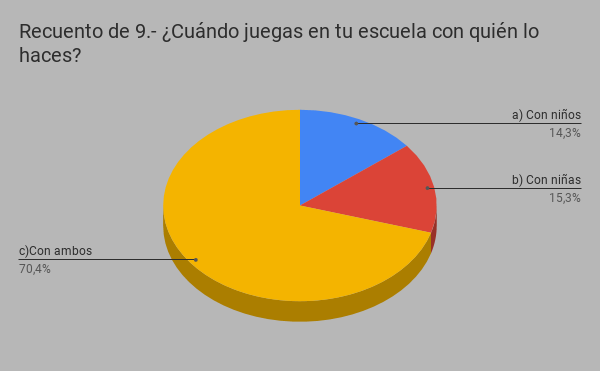 Recuento de 9.- ¿Cuándo juegas en tu escuela con quién lo
haces?
a) Con niños
14,3%
b) Con niñas
15,3%
c)Con ambos
70,4%